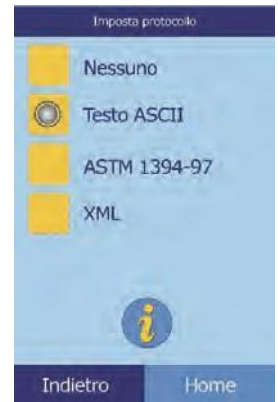 Imposta protocollo
Nessuno
Testo ASCII
ASTM 1394-97
XML
i
Indietro Home